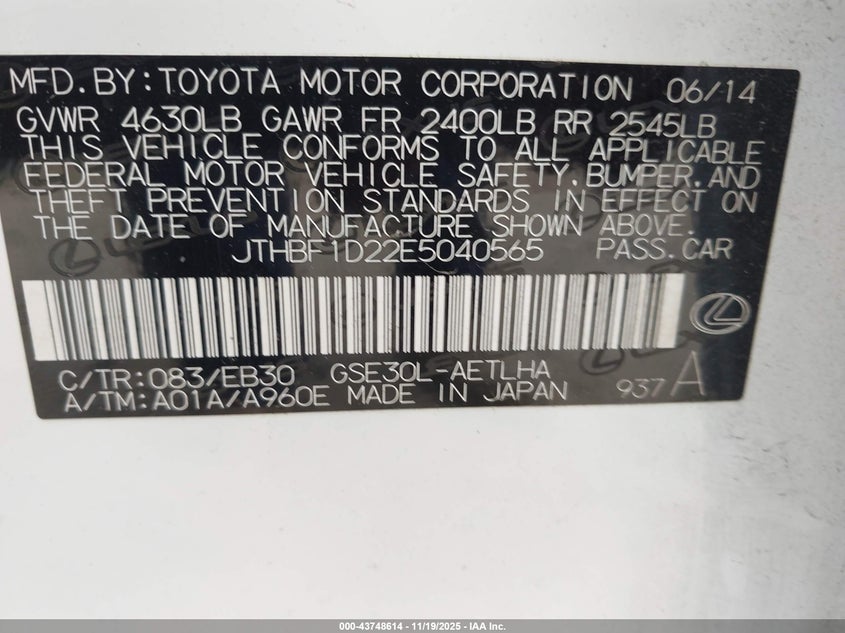 MFD. BY: TOYOTA MOTOR CORPORATION 06/14
GVWR 4630LB GAWR FR 2400LB RR 2545LB
THIS VEHICLE CONFORMS TO ALL APPLICABLE
FEDERAL MOTOR VEHICLE SAFETY, BUMPER, AND
THEFT PREVENTION STANDARDS IN EFFECT ON
THE DATE OF MANUFACTURE SHOWN ABOVE.
JTHBF1D22E5040565 PASS. CAR
C/TR: 083/EB30 GSE30L-AETLHA
A/TM: A01A/A960E MADE IN JAPAN 937 A
000-43748614 - 11/19/2025 - IAA Inc.